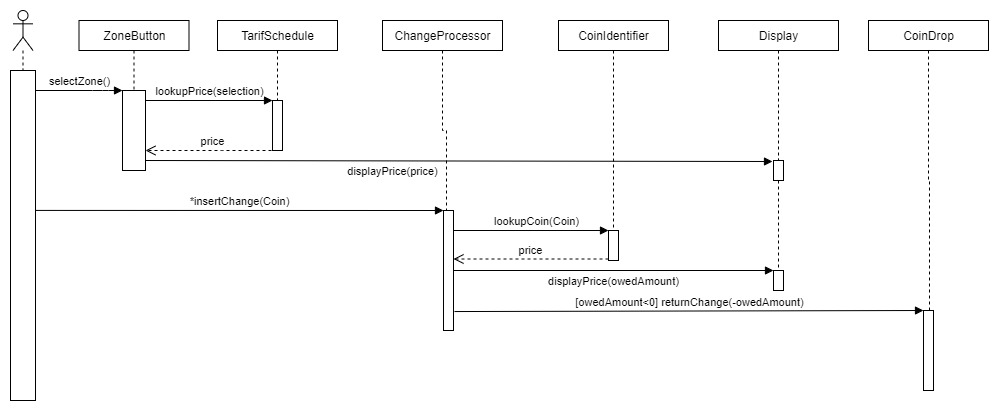 ZoneButton
TarifSchedule
ChangeProcessor
CoinIdentifier
Display
CoinDrop
selectZone()
lookupPrice(selection)
price
displayPrice(price)
*insertChange(Coin)
lookupCoin(Coin)
price
displayPrice(owedAmount)
[owedAmount<0] returnChange(-owedAmount)